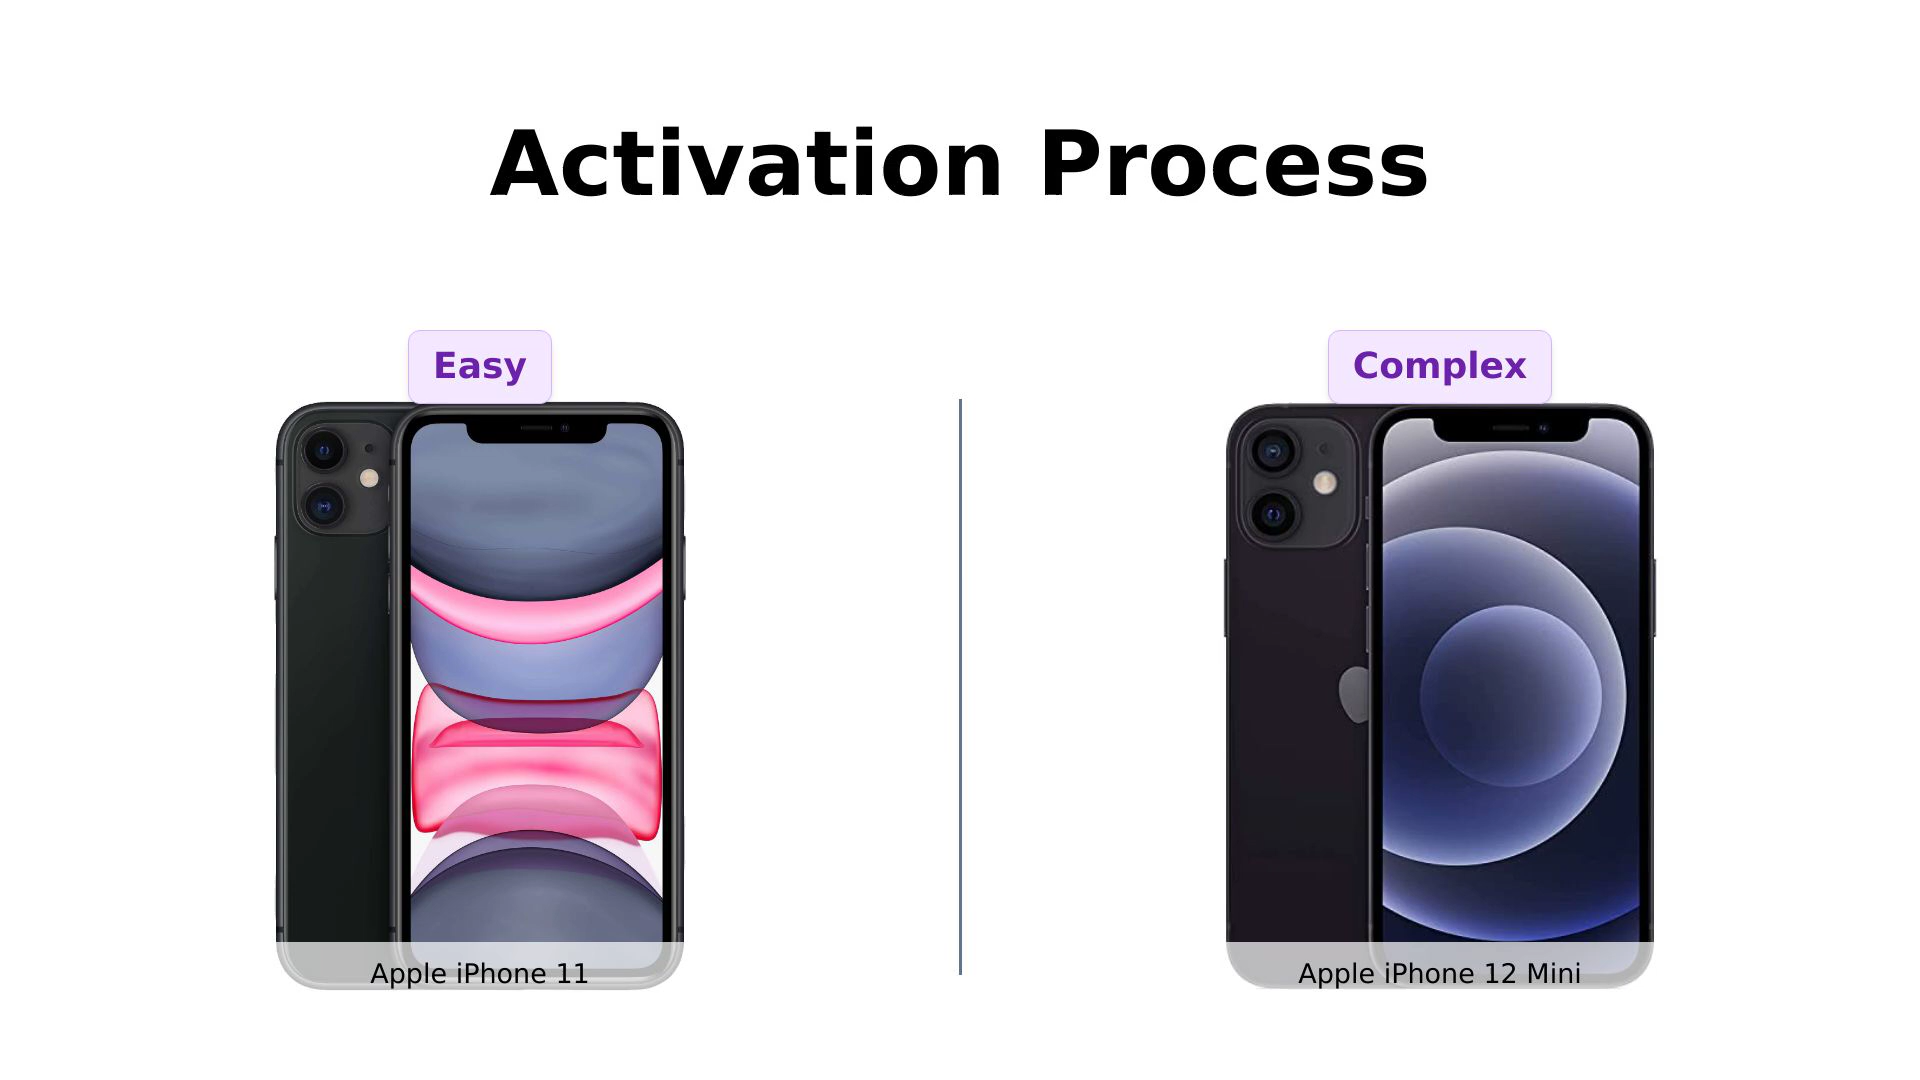 Activation Process
Easy
Complex
Apple iPhone 11
Apple iPhone 12 Mini